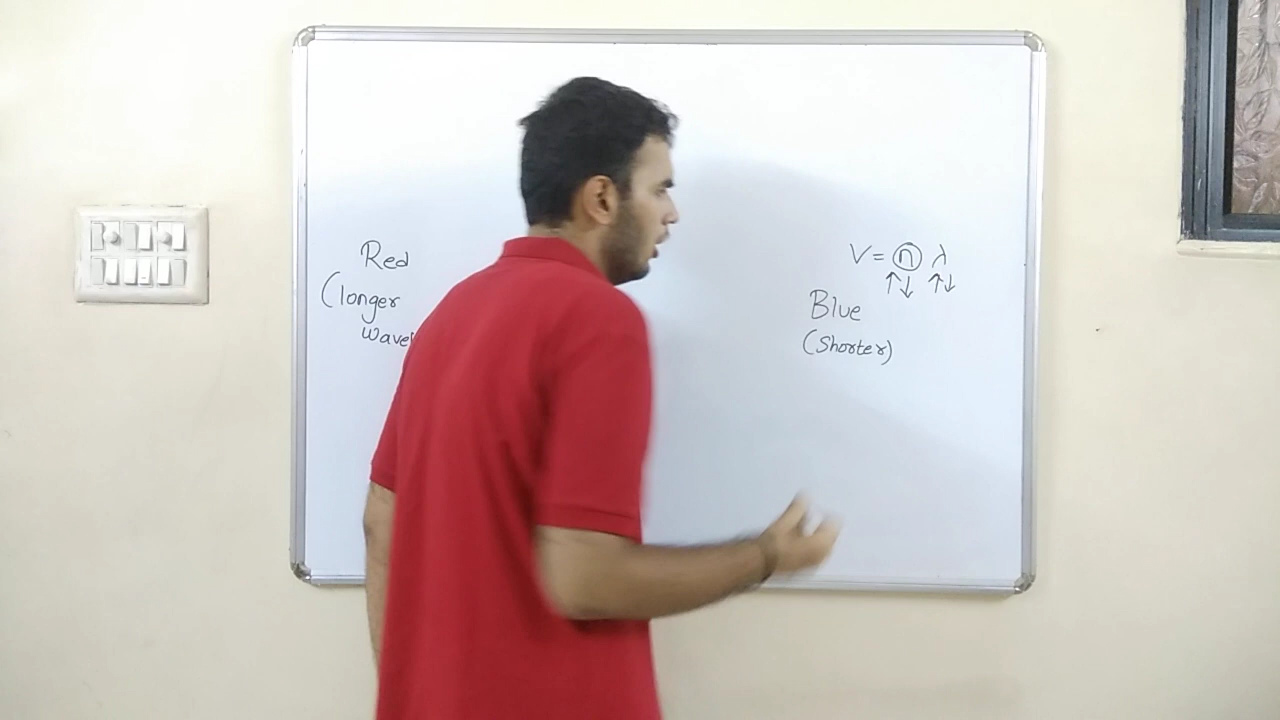 Red
(longer
V = n λ
↑↓ ↑↓
Blue
(Shorter)